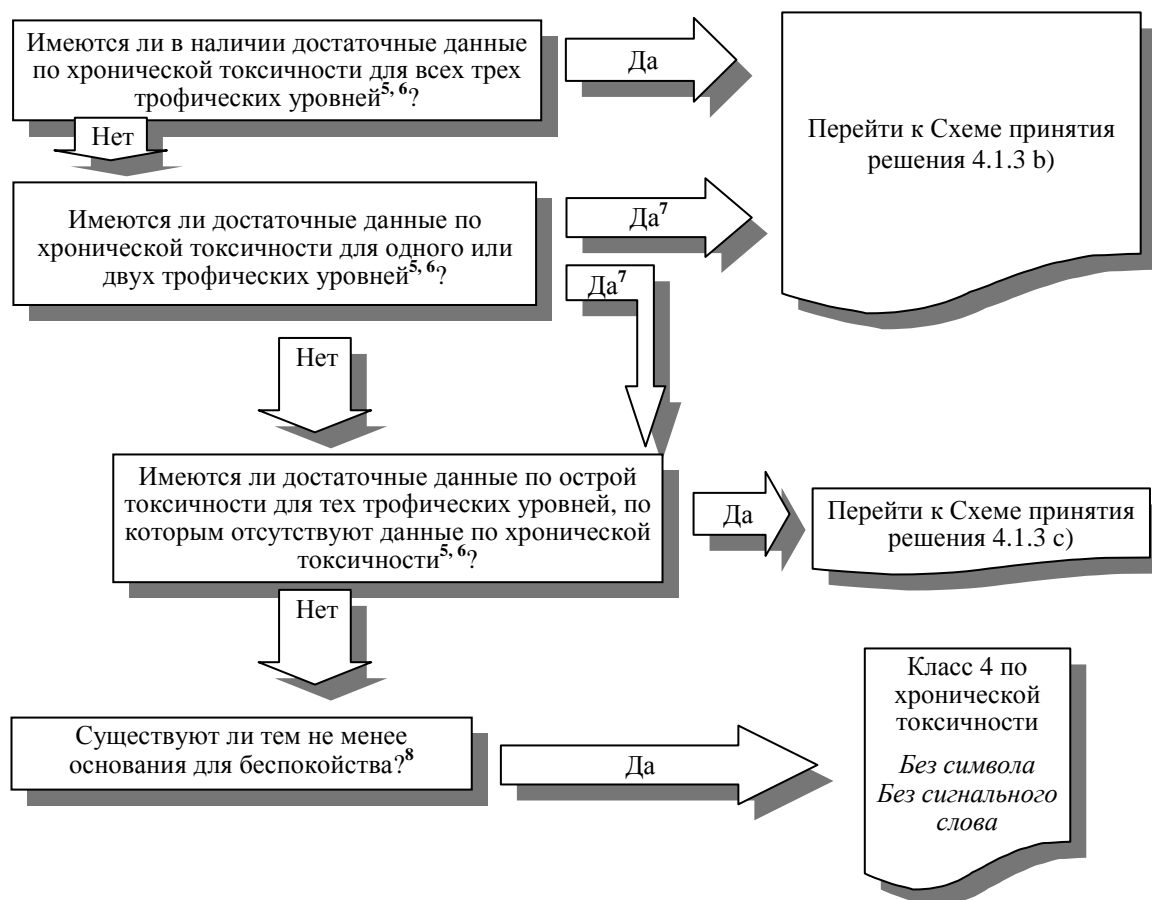 Имеются ли в наличии достаточные данные
по хронической токсичности для всех трех
трофических уровней5, 6?
Да
Перейти к Схеме принятия
решения 4.1.3 b)
Нет
Имеются ли достаточные данные по
хронической токсичности для одного или
двух трофических уровней5, 6?
Да7
Да7
Нет
Имеются ли достаточные данные по острой
токсичности для тех трофических уровней, по
которым отсутствуют данные по хронической
токсичности5, 6?
Да
Перейти к Схеме принятия
решения 4.1.3 c)
Нет
Существуют ли тем не менее
основания для беспокойства?8
Да
Класс 4 по
хронической
токсичности
Без символа
Без сигнального
слова